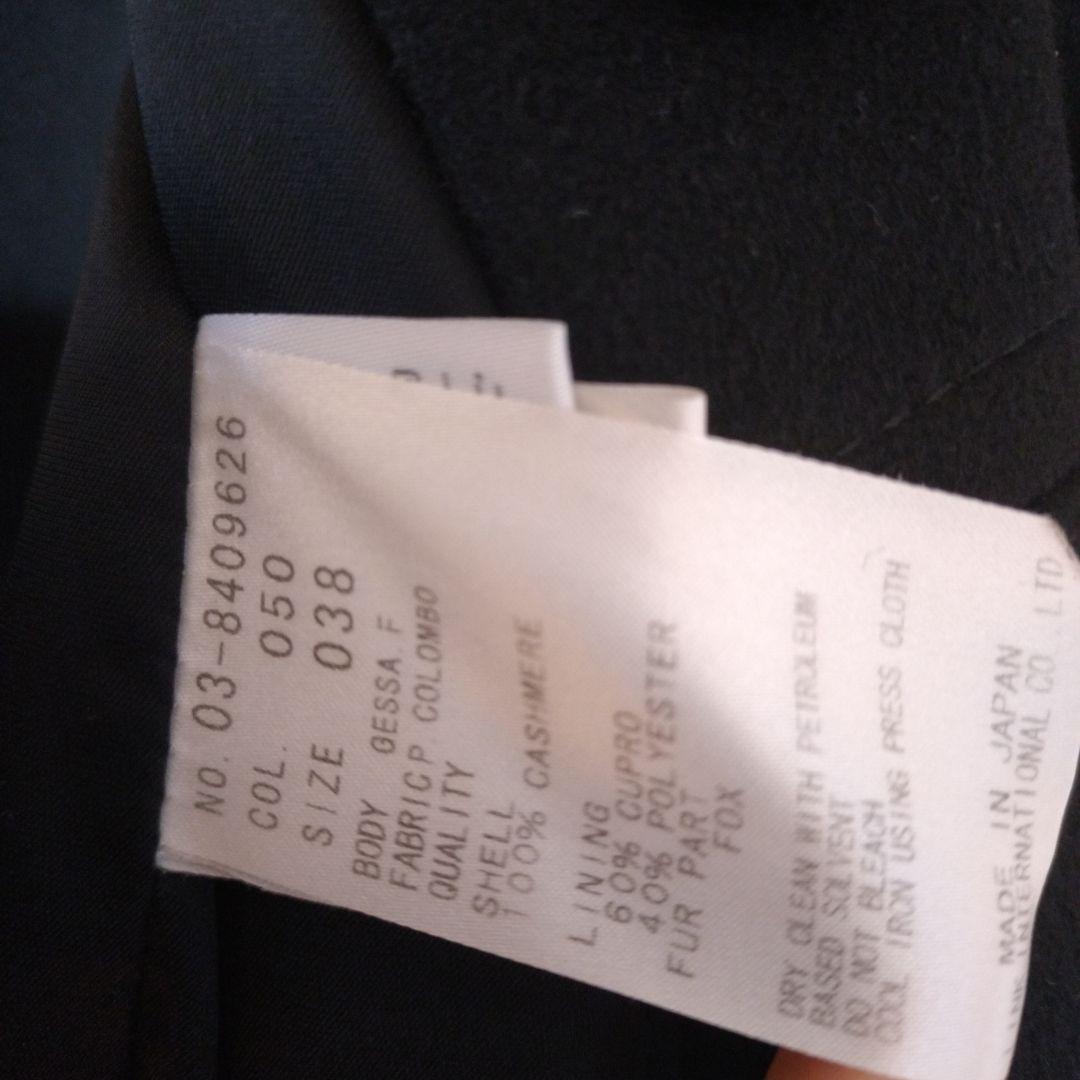 NO. 03-8409626
COL. 050
SIZE 038
BODY GESSA.F
FABRIC P.COLOMBO
QUALITY
SHELL
100% CASHMERE
LINING
60% CUPRO
40% POLYESTER
FUR PART
FOX
DRY CLEAN WITH PETROLEUM
BASED SOLVENT
DO NOT BLEACH
COOL IRON USING PRESS CLOTH
MADE IN JAPAN
INTERNATIONAL CO.,LTD